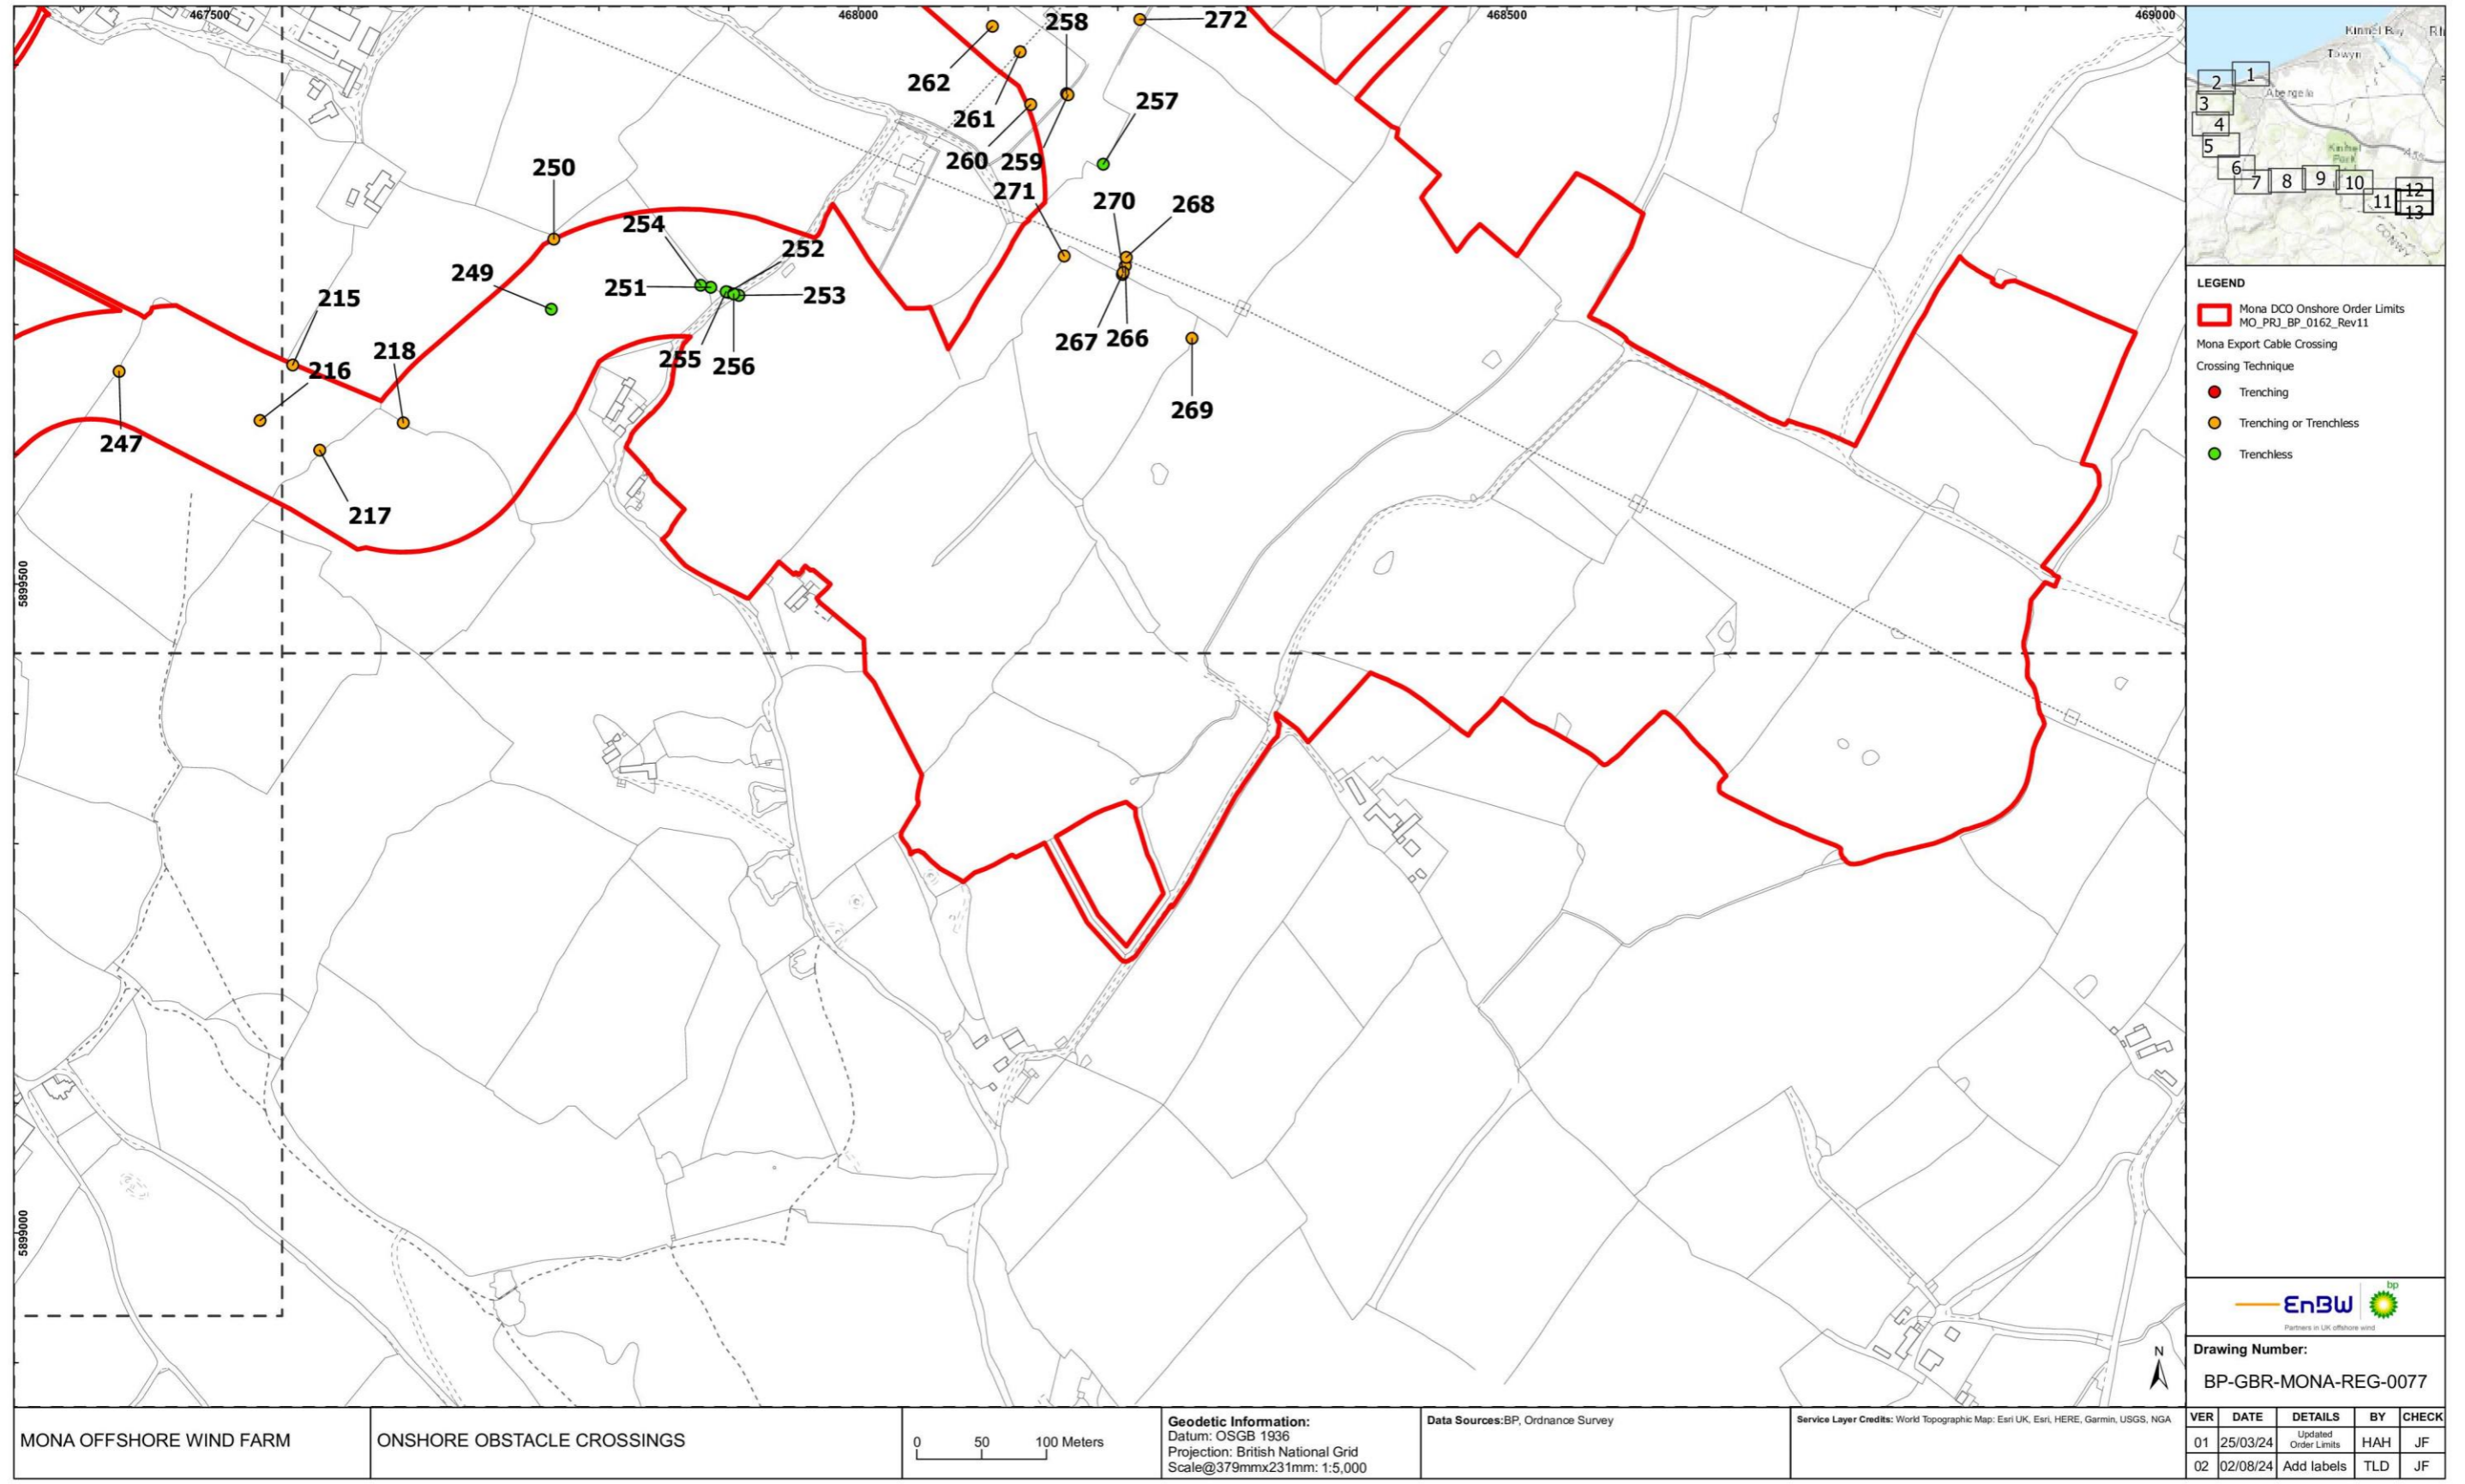 467500
468000
468500
469000
5899500
5899000
258
272
262
261
257
260
259
250
271
270
268
254
252
249
251
253
215
267
266
218
255
256
216
269
247
217
Kinmel Bay
Towyn
Abergele
Kinmel
Park
A55
CONWY
1
2
3
4
5
6
7
8
9
10
11
12
13
LEGEND
Mona DCO Onshore Order Limits
MO_PRJ_BP_0162_Rev11
Mona Export Cable Crossing
Crossing Technique
Trenching
Trenching or Trenchless
Trenchless
N
EnBW
bp
Partners in UK offshore wind
Drawing Number:
BP-GBR-MONA-REG-0077
MONA OFFSHORE WIND FARM
ONSHORE OBSTACLE CROSSINGS
0 50 100 Meters
Geodetic Information:
Datum: OSGB 1936
Projection: British National Grid
Scale@379mmx231mm: 1:5,000
Data Sources:BP, Ordnance Survey
Service Layer Credits: World Topographic Map: Esri UK, Esri, HERE, Garmin, USGS, NGA
VER DATE DETAILS BY CHECK
01 25/03/24 Updated Order Limits HAH JF
02 02/08/24 Add labels TLD JF